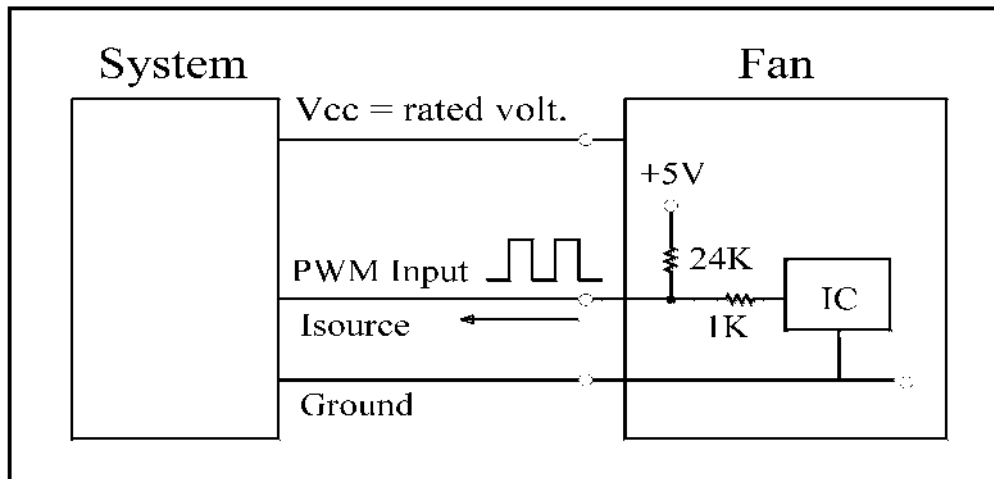 System
Fan
Vcc = rated volt.
+5V
24K
PWM Input
IC
1K
Isource
Ground